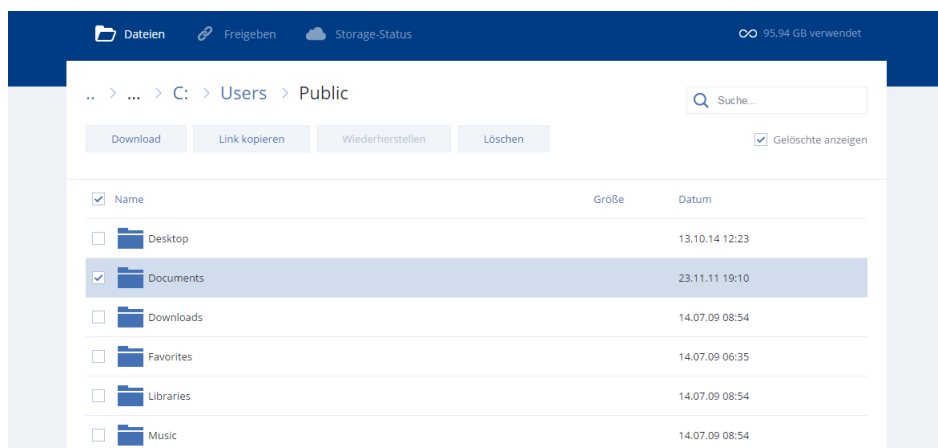 Dateien Freigeben Storage-Status 95,94 GB verwendet
.. > ... > C: > Users > Public
Suche...
Download Link kopieren Wiederherstellen Löschen Gelöschte anzeigen
Name Größe Datum
Desktop 13.10.14 12:23
Documents 23.11.11 19:10
Downloads 14.07.09 08:54
Favorites 14.07.09 06:35
Libraries 14.07.09 08:54
Music 14.07.09 08:54